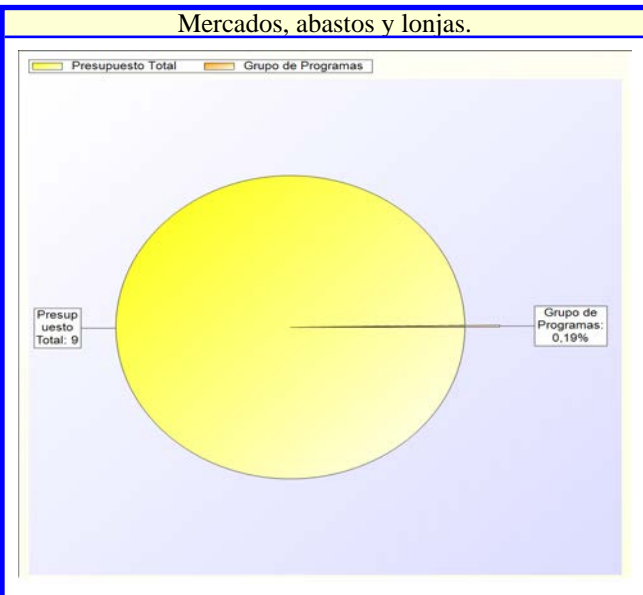 Mercados, abastos y lonjas.
Presupuesto Total Grupo de Programas
Presup
uesto
Total: 9
Grupo de
Programas:
0,19%